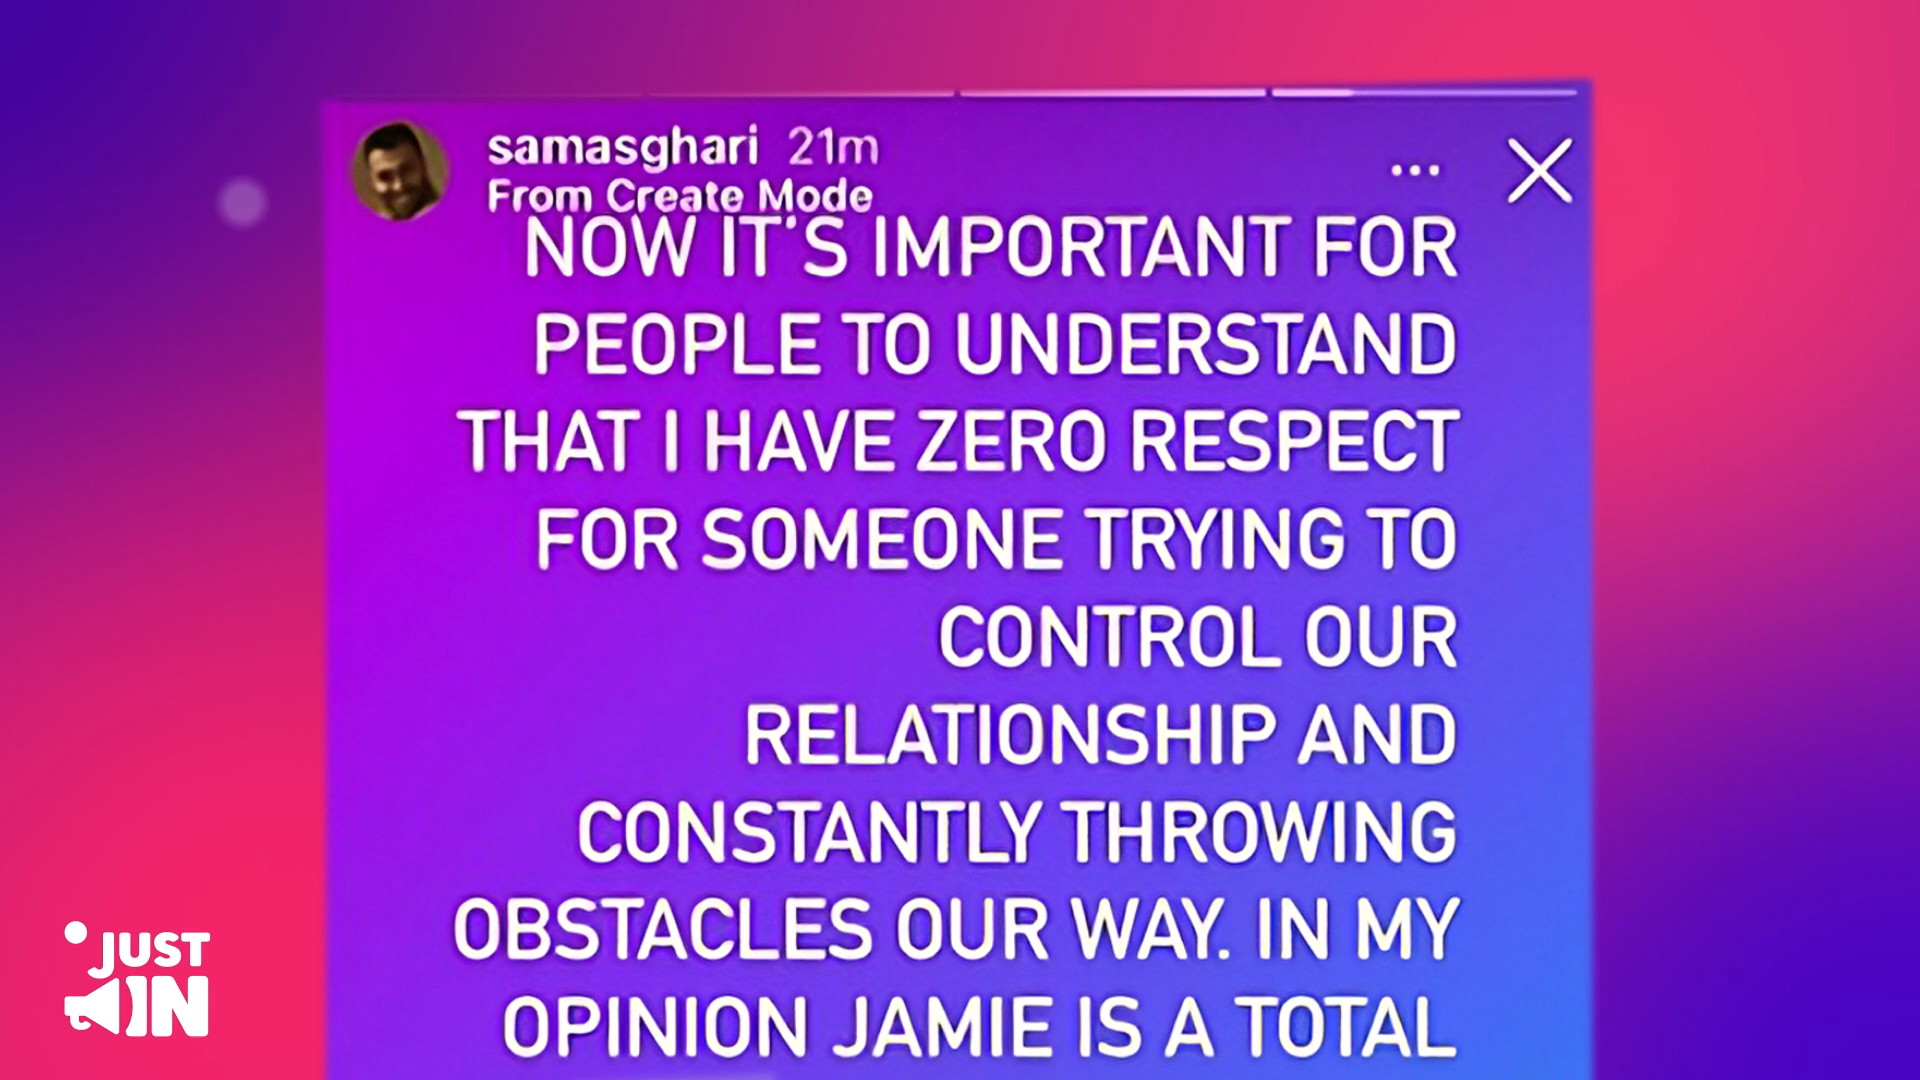 samasghari 21m
From Create Mode
NOW IT'S IMPORTANT FOR
PEOPLE TO UNDERSTAND
THAT I HAVE ZERO RESPECT
FOR SOMEONE TRYING TO
CONTROL OUR
RELATIONSHIP AND
CONSTANTLY THROWING
OBSTACLES OUR WAY. IN MY
OPINION JAMIE IS A TOTAL
JUST
IN